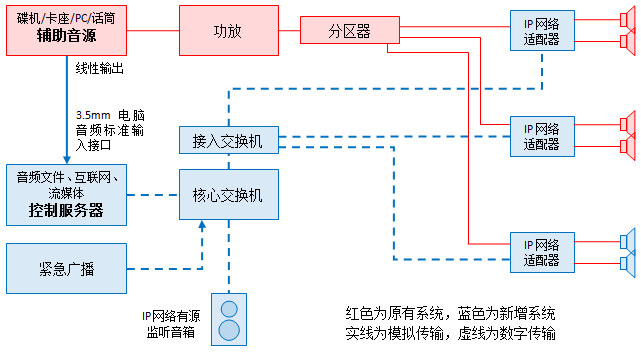 碟机/卡座/PC/话筒
辅助音源
功放
分区器
IP网络
适配器
线性输出
3.5mm 电脑
音频标准输
入接口
接入交换机
IP网络
适配器
音频文件、互联网、
流媒体
控制服务器
核心交换机
IP网络
适配器
紧急广播
IP网络有源
监听音箱
红色为原有系统，蓝色为新增系统
实线为模拟传输，虚线为数字传输